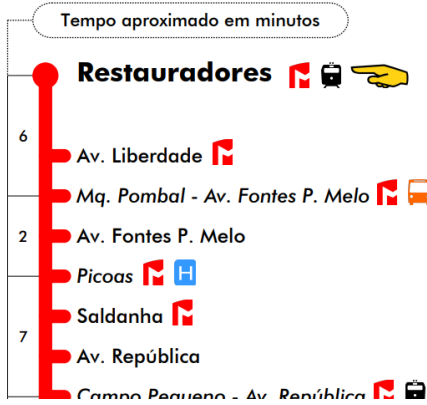 Tempo aproximado em minutos
Restauradores
6
Av. Liberdade
Mq. Pombal - Av. Fontes P. Melo
2
Av. Fontes P. Melo
Picoas H
Saldanha
7
Av. República
Campo Pequeno - Av. República